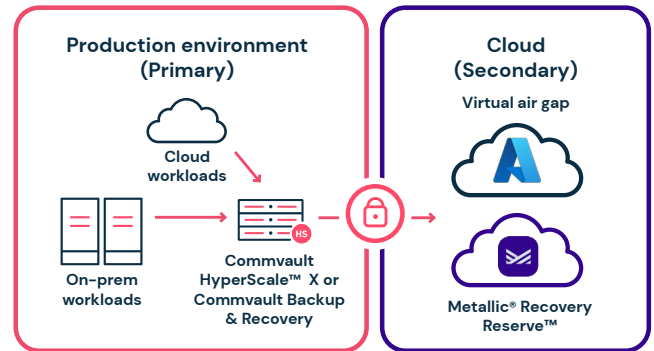 Production environment
(Primary)
Cloud
workloads
On-prem
workloads
HS
Commvault
HyperScale™ X or
Commvault Backup
& Recovery
Cloud
(Secondary)
Virtual air gap
Metallic® Recovery
Reserve™